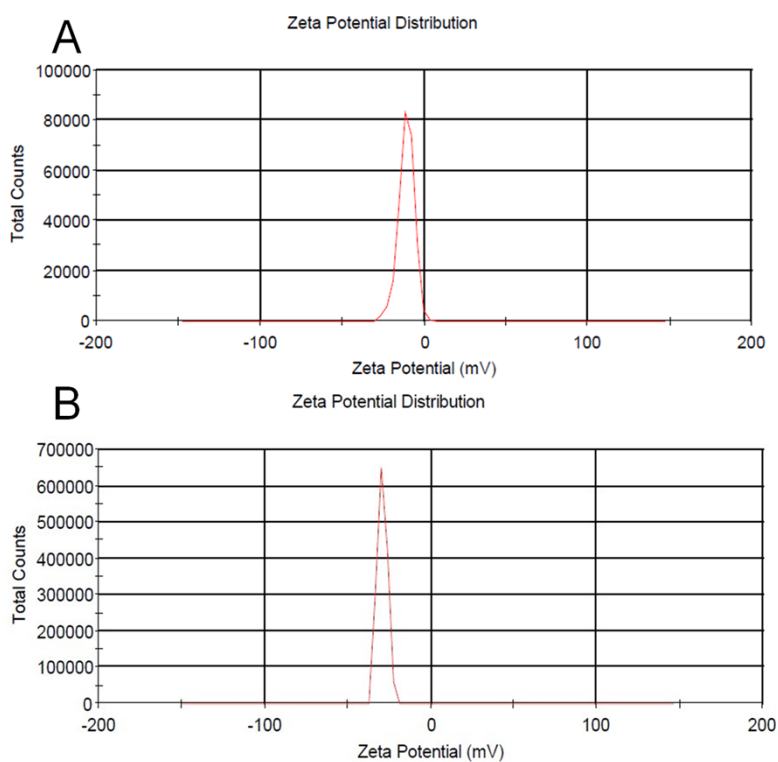 A
Zeta Potential Distribution
100000
80000
60000
40000
20000
0
Total Counts
-200 -100 0 100 200
Zeta Potential (mV)
B
Zeta Potential Distribution
700000
600000
500000
400000
300000
200000
100000
0
Total Counts
-200 -100 0 100 200
Zeta Potential (mV)